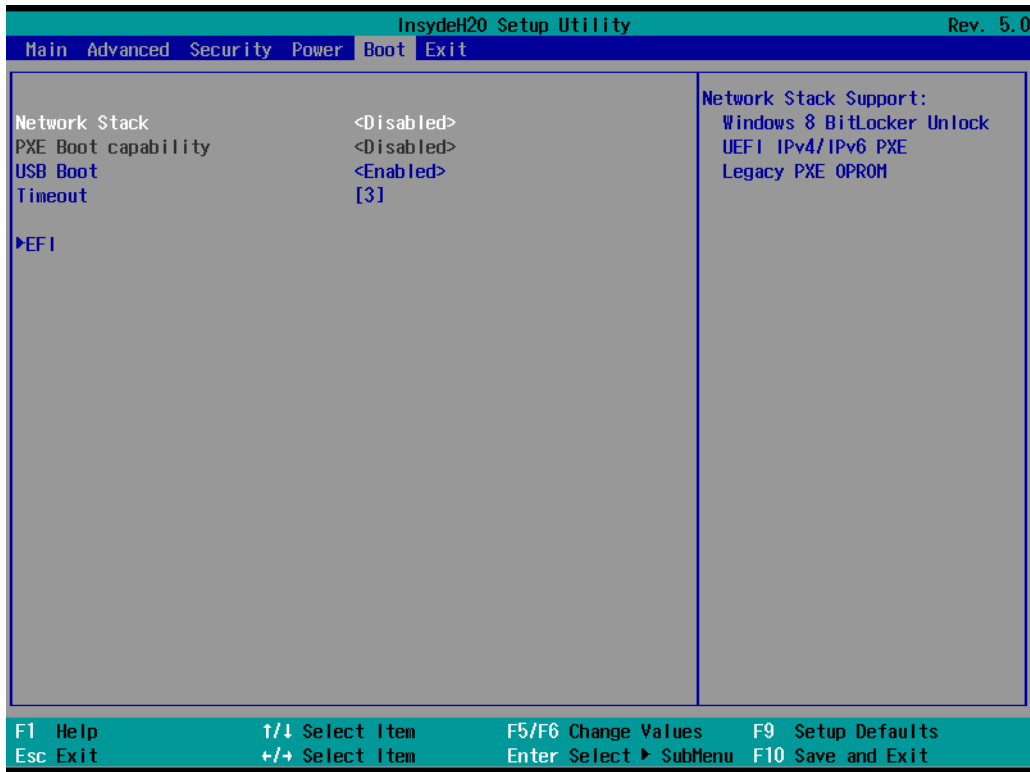 InsydeH20 Setup Utility Rev. 5.0
Main Advanced Security Power Boot Exit
Network Stack <Disabled>
PXE Boot capability <Disabled>
USB Boot <Enabled>
Timeout [3]
▶EFI
Network Stack Support:
Windows 8 BitLocker Unlock
UEFI IPv4/IPv6 PXE
Legacy PXE OPROM
F1 Help ↑/↓ Select Item F5/F6 Change Values F9 Setup Defaults
Esc Exit ←/→ Select Item Enter Select ▶ SubMenu F10 Save and Exit